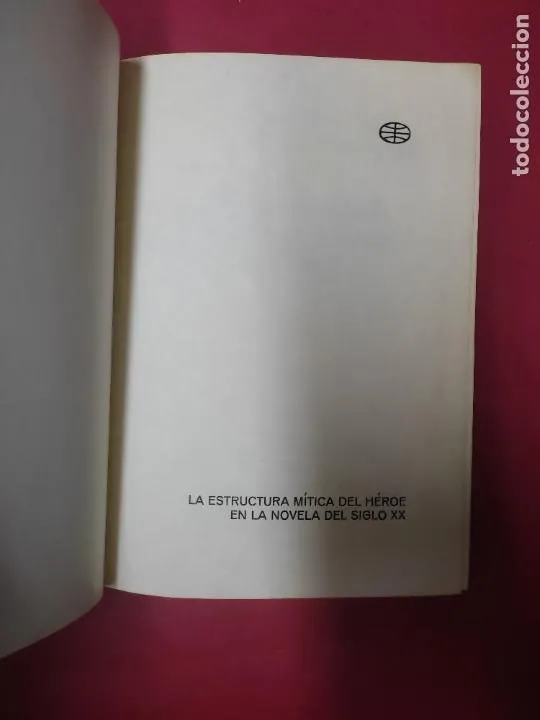 todocoleccion
LA ESTRUCTURA MÍTICA DEL HÉROE
EN LA NOVELA DEL SIGLO XX